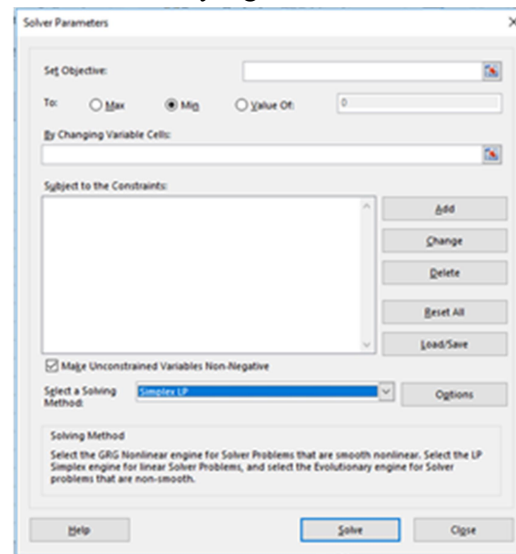 Solver Parameters
Set Objective:
To: Max Min Value Of: 0
By Changing Variable Cells:
Subject to the Constraints:
Add
Change
Delete
Reset All
Load/Save
Make Unconstrained Variables Non-Negative
Select a Solving Method: Simplex LP Options
Solving Method
Select the GRG Nonlinear engine for Solver Problems that are smooth nonlinear. Select the LP
Simplex engine for linear Solver Problems, and select the Evolutionary engine for Solver
problems that are non-smooth.
Help Solve Close